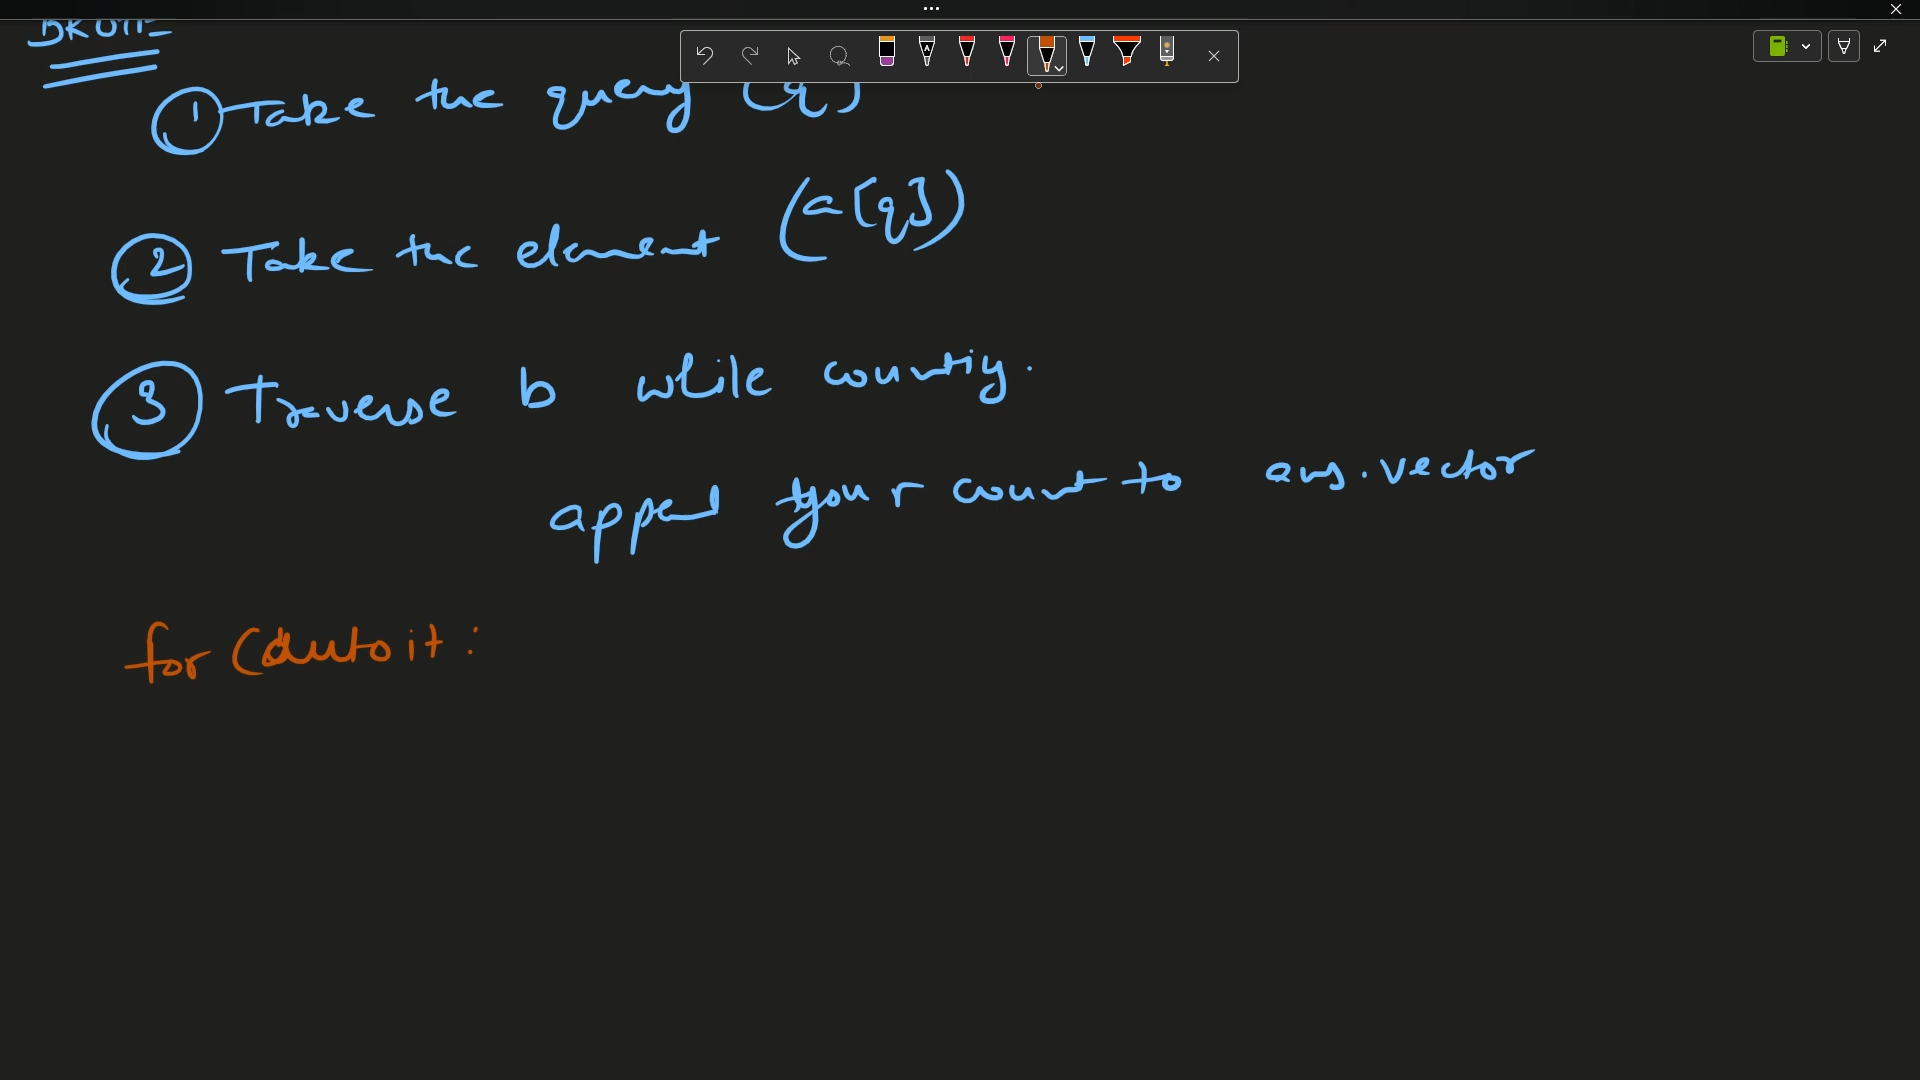 BRUTE
① Take the query (q)
② Take the element (a[q])
③ Traverse b while counting.
append your count to ans.vector
for (auto it :